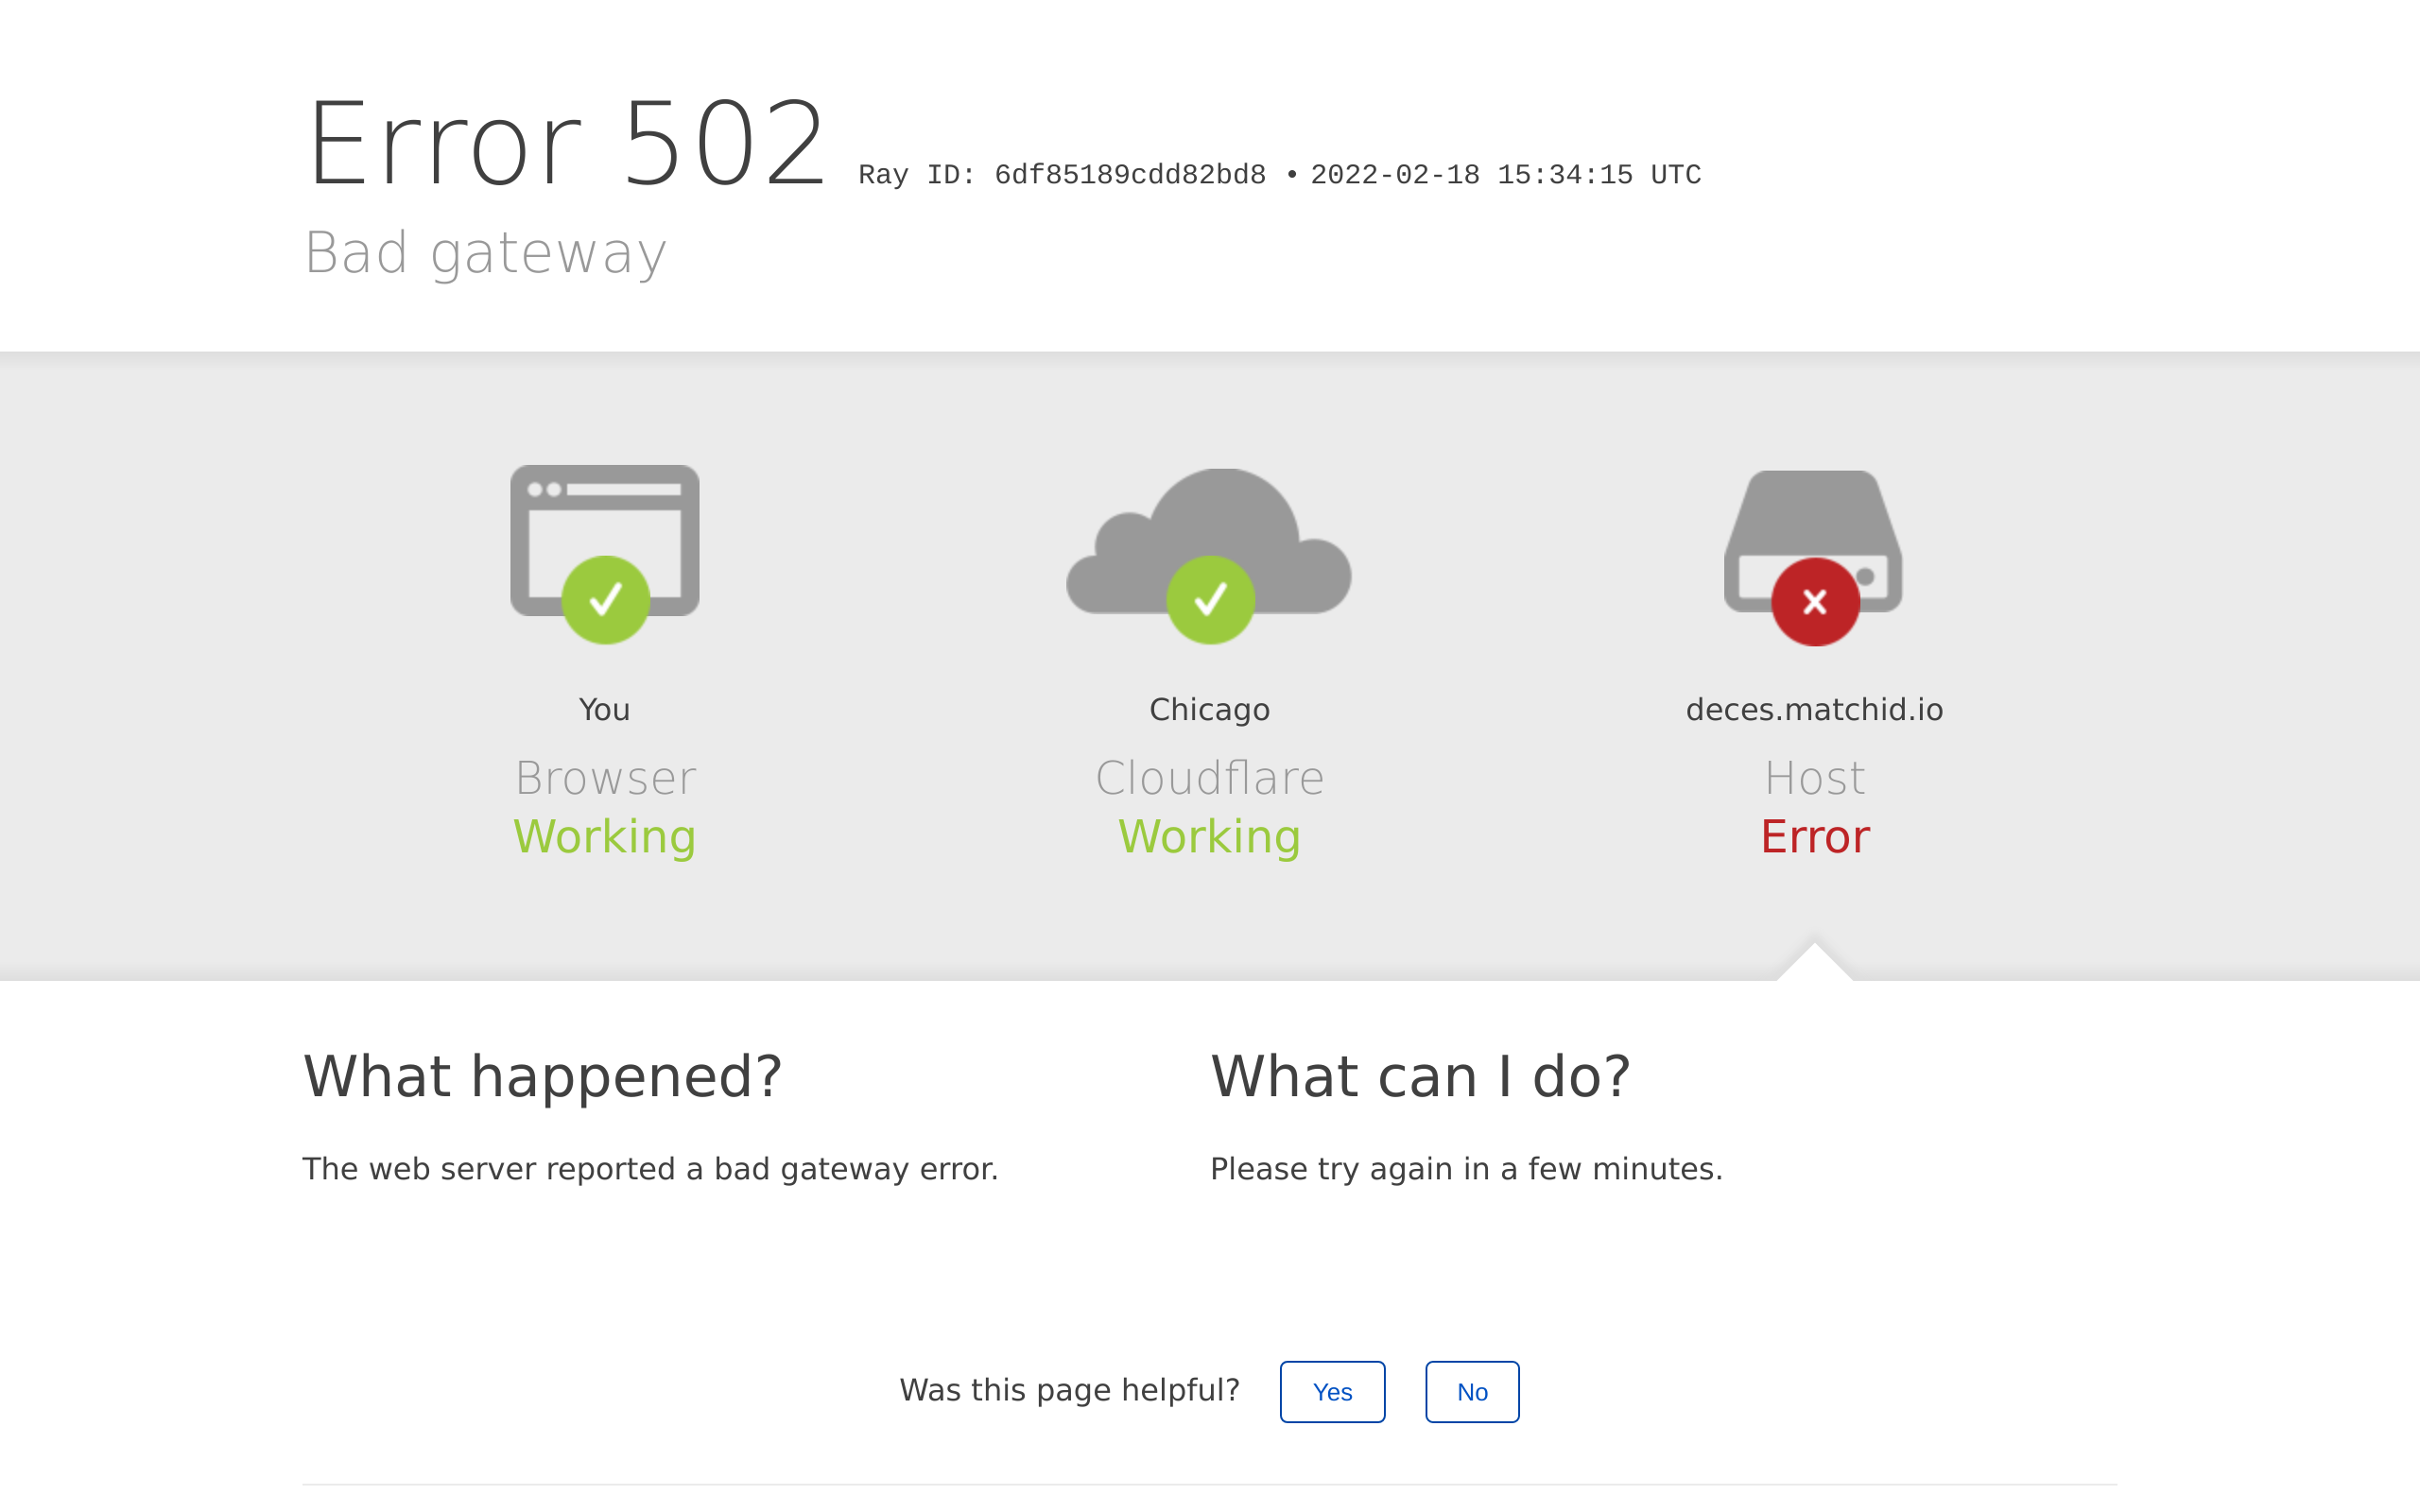 Error 502 Ray ID: 6df85189cdd82bd8 • 2022-02-18 15:34:15 UTC
Bad gateway
You
Browser
Working
Chicago
Cloudflare
Working
deces.matchid.io
Host
Error
What happened?
The web server reported a bad gateway error.
What can I do?
Please try again in a few minutes.
Was this page helpful? Yes No